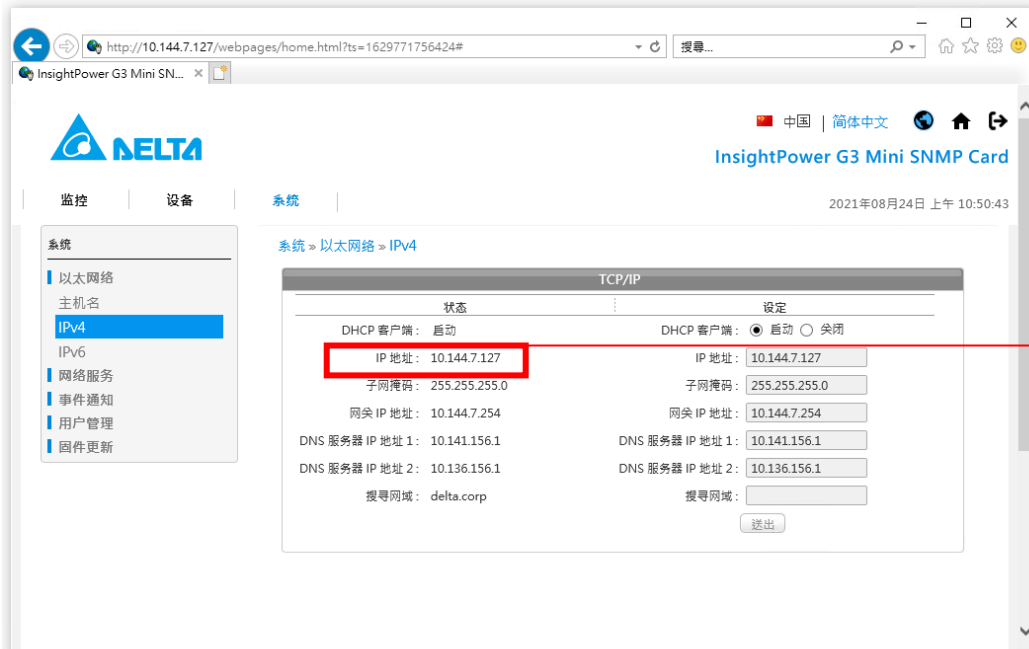 http://10.144.7.127/webpages/home.html?ts=1629771756424#
搜尋...
InsightPower G3 Mini SN...
DELTA
中国 | 简体中文
InsightPower G3 Mini SNMP Card
监控 设备 系统
2021年08月24日 上午 10:50:43
系统
以太网络
主机名
IPv4
IPv6
网络服务
事件通知
用户管理
固件更新
系统 » 以太网络 » IPv4
TCP/IP
状态 设定
DHCP 客户端: 启动 DHCP 客户端: 启动 关闭
IP 地址: 10.144.7.127 IP 地址: 10.144.7.127
子网掩码: 255.255.255.0 子网掩码: 255.255.255.0
网关 IP 地址: 10.144.7.254 网关 IP 地址: 10.144.7.254
DNS 服务器 IP 地址 1: 10.141.156.1 DNS 服务器 IP 地址 1: 10.141.156.1
DNS 服务器 IP 地址 2: 10.136.156.1 DNS 服务器 IP 地址 2: 10.136.156.1
搜寻网域: delta.corp 搜寻网域:
送出